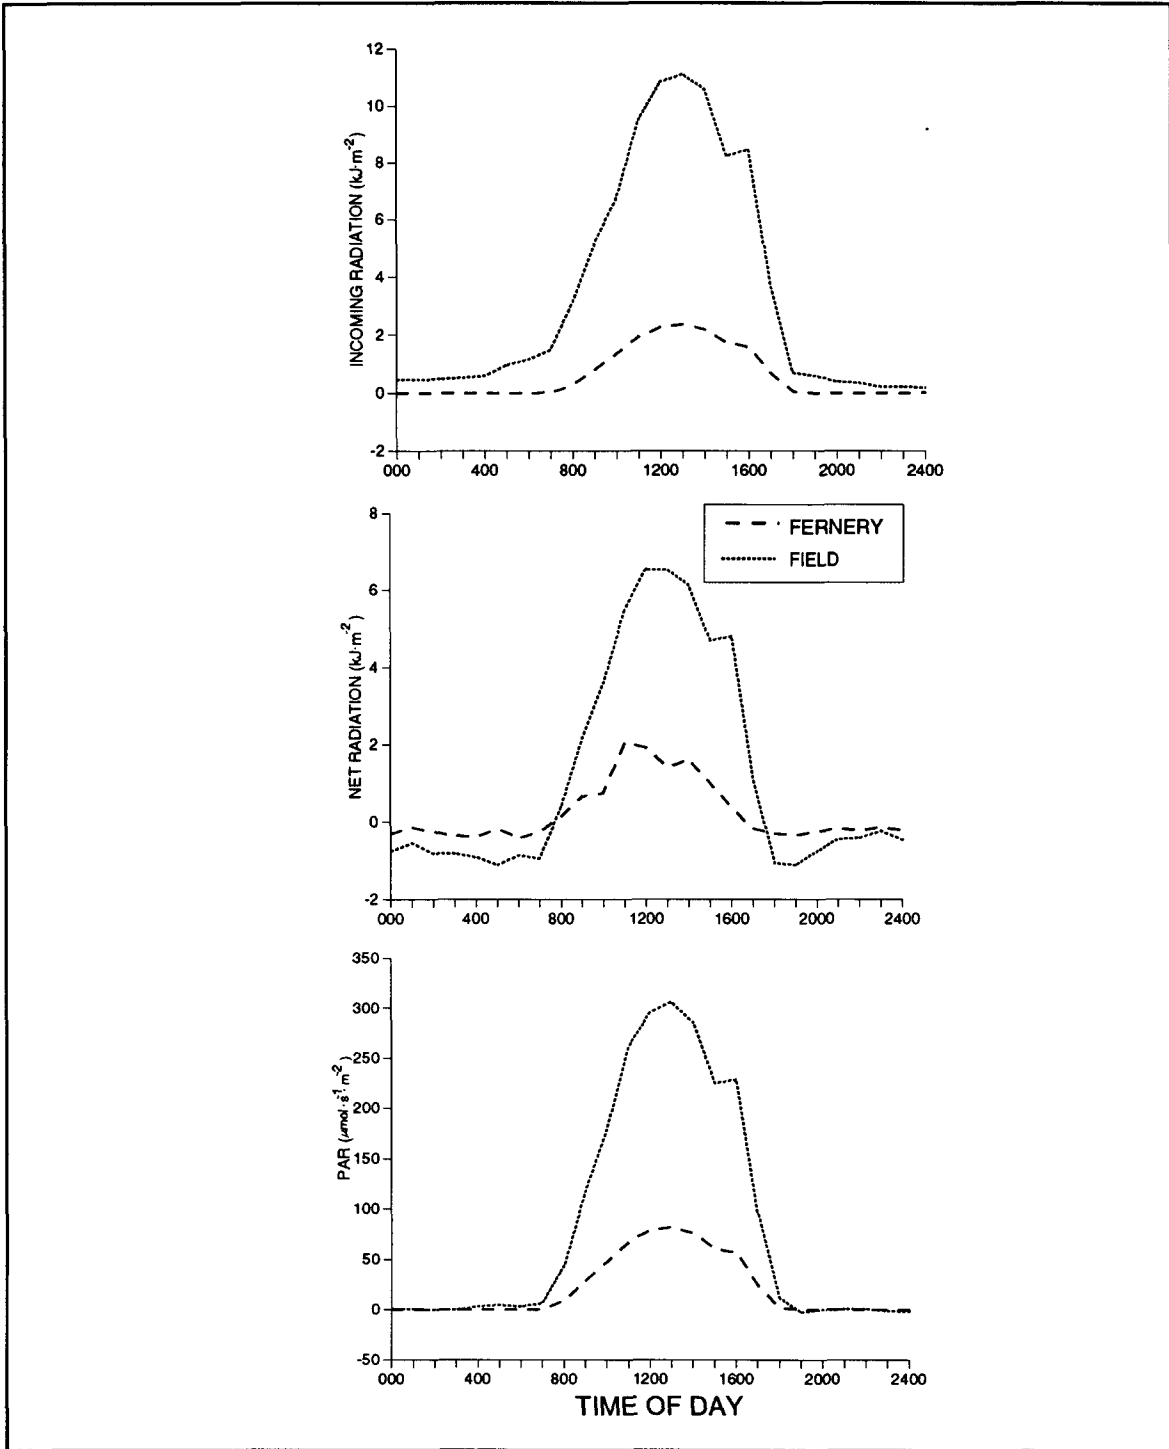 12
10
8
6
4
2
0
-2
INCOMING RADIATION (kJ·m-2)
000 400 800 1200 1600 2000 2400
FERNERY
FIELD
8
6
4
2
0
-2
NET RADIATION (kJ·m-2)
000 400 800 1200 1600 2000 2400
350
300
250
200
150
100
50
0
-50
PAR (μmol·s-1·m-2)
000 400 800 1200 1600 2000 2400
TIME OF DAY